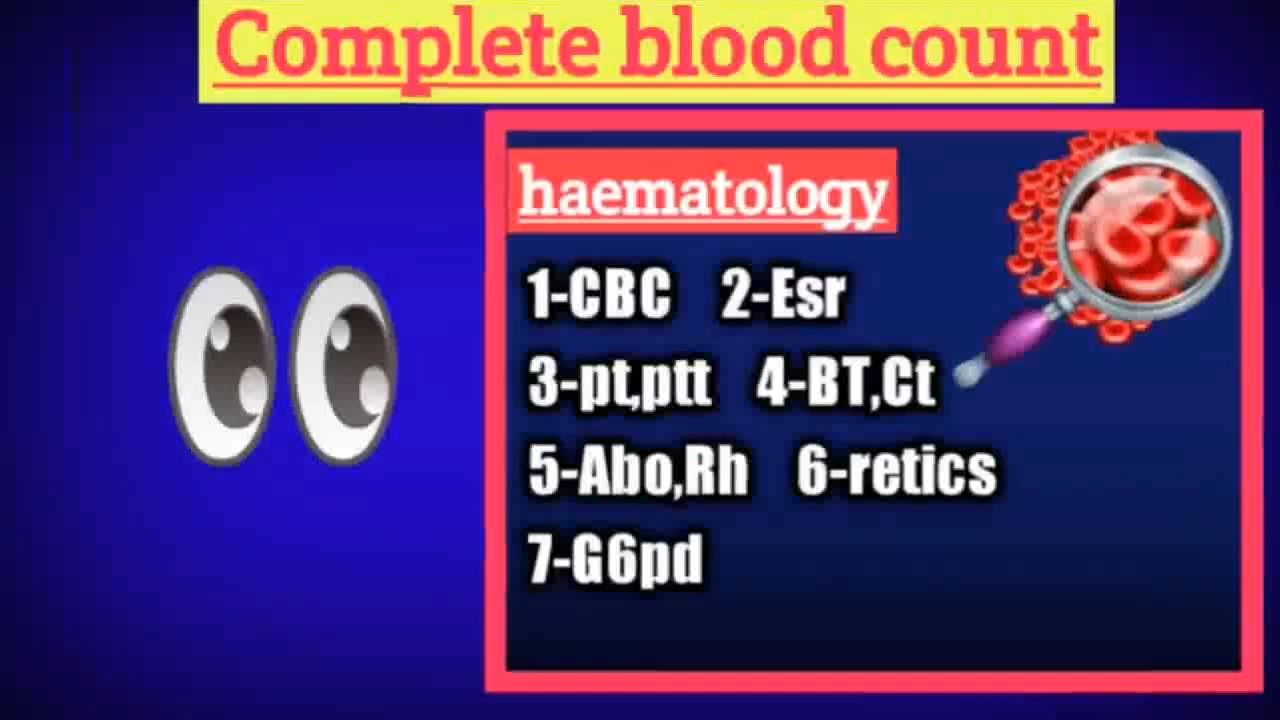 Complete blood count
haematology
1-CBC 2-Esr
3-pt,ptt 4-BT,Ct
5-Abo,Rh 6-retics
7-G6pd